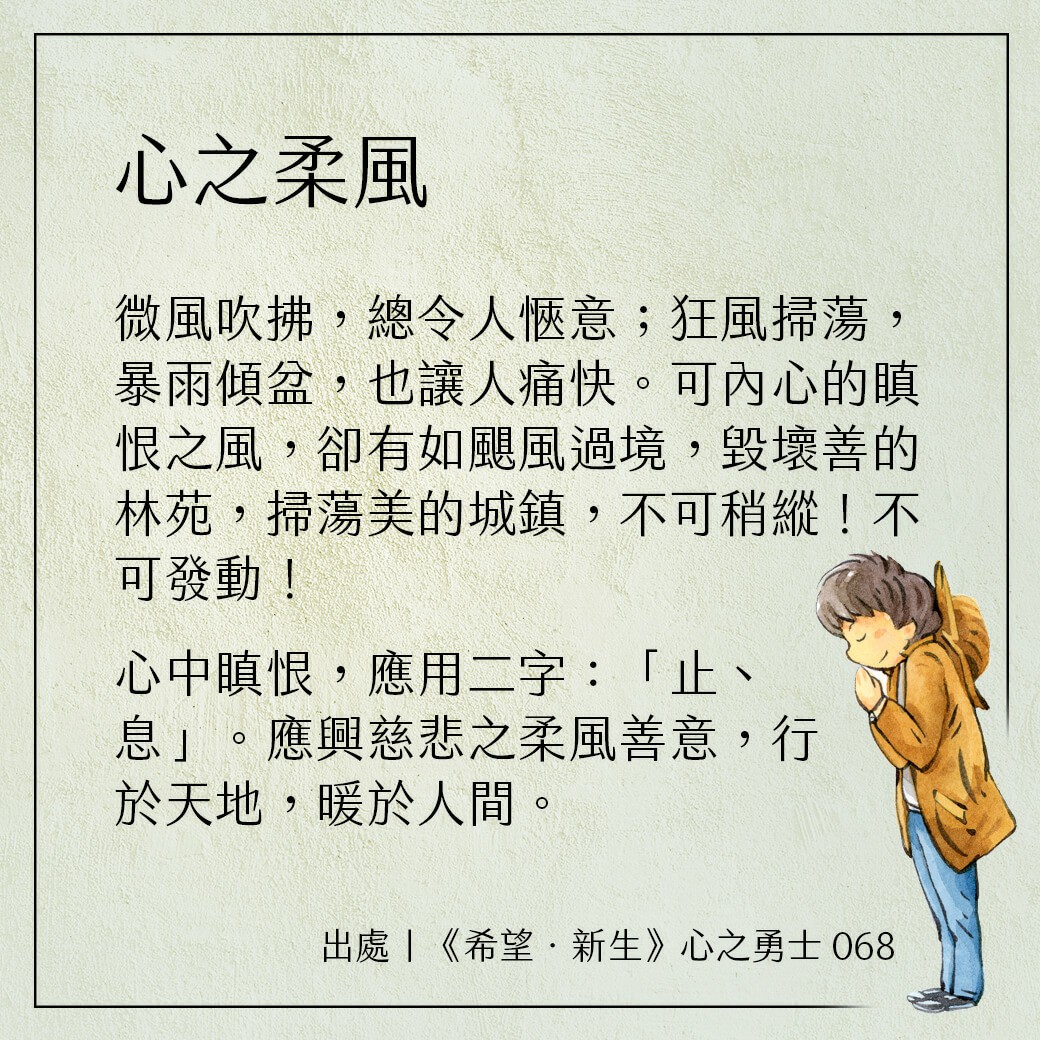 心之柔風
微風吹拂，總令人愜意；狂風掃蕩，
暴雨傾盆，也讓人痛快。可內心的瞋
恨之風，卻有如颶風過境，毀壞善的
林苑，掃蕩美的城鎮，不可稍縱！不
可發動！
心中瞋恨，應用二字：「止、
息」。應興慈悲之柔風善意，行
於天地，暖於人間。
出處｜《希望．新生》心之勇士 068